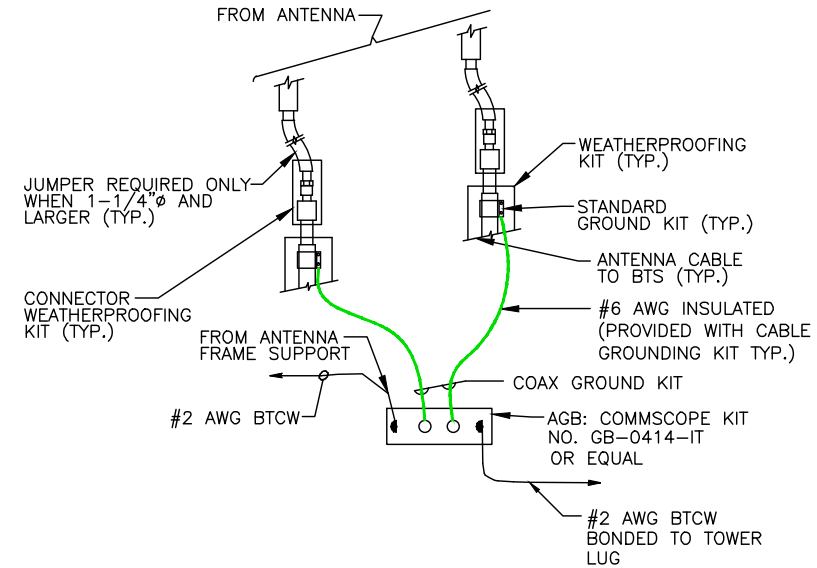 FROM ANTENNA
WEATHERPROOFING
KIT (TYP.)
JUMPER REQUIRED ONLY
WHEN 1-1/4"ø AND
LARGER (TYP.)
STANDARD
GROUND KIT (TYP.)
ANTENNA CABLE
TO BTS (TYP.)
CONNECTOR
WEATHERPROOFING
KIT (TYP.)
#6 AWG INSULATED
(PROVIDED WITH CABLE
GROUNDING KIT TYP.)
FROM ANTENNA
FRAME SUPPORT
COAX GROUND KIT
#2 AWG BTCW
AGB: COMMSCOPE KIT
NO. GB-0414-IT
OR EQUAL
#2 AWG BTCW
BONDED TO TOWER
LUG